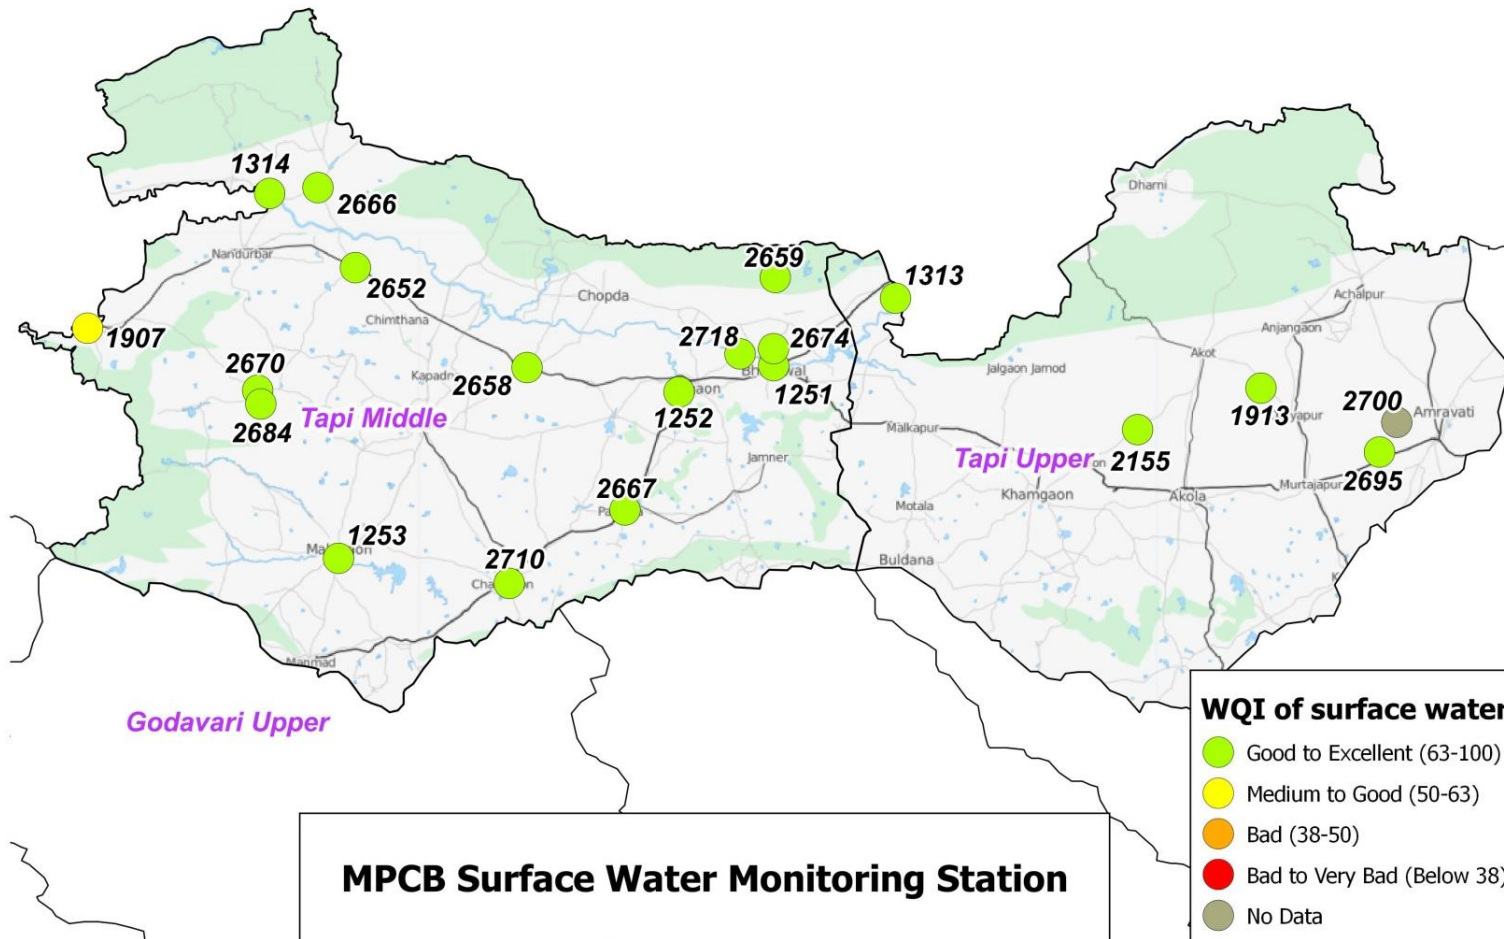 1314
2666
Dharni
Nandurbar
2652
2659
1313
Chopda
Achalpur
Chimthana
Anjangaon
1907
2718
2674
Akot
2670
2658
Jalgaon Jamod
1251
1252
2684
Tapi Middle
1913
2700
Amravati
Malkapur
Tapi Upper
2155
Jamner
2695
Murtajapur
Khamgaon
Akola
2667
Motala
1253
2710
Buldana
Manmad
Godavari Upper
WQI of surface water
Good to Excellent (63-100)
Medium to Good (50-63)
Bad (38-50)
Bad to Very Bad (Below 38)
No Data
MPCB Surface Water Monitoring Station